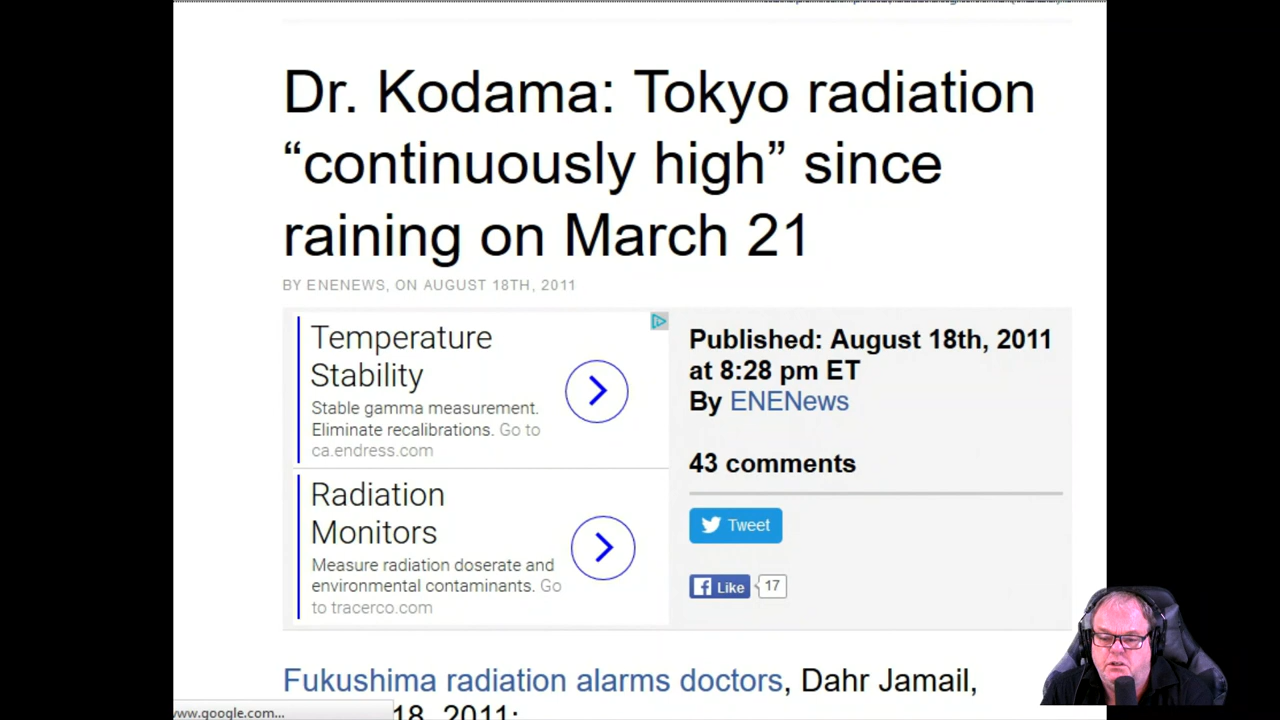 Dr. Kodama: Tokyo radiation
“continuously high” since
raining on March 21
BY ENENEWS, ON AUGUST 18TH, 2011
Temperature
Stability
Stable gamma measurement.
Eliminate recalibrations. Go to
ca.endress.com
Radiation
Monitors
Measure radiation doserate and
environmental contaminants. Go
to tracerco.com
Published: August 18th, 2011
at 8:28 pm ET
By ENENews
43 comments
Tweet
Like 17
Fukushima radiation alarms doctors, Dahr Jamail,
18, 2011:
www.google.com...